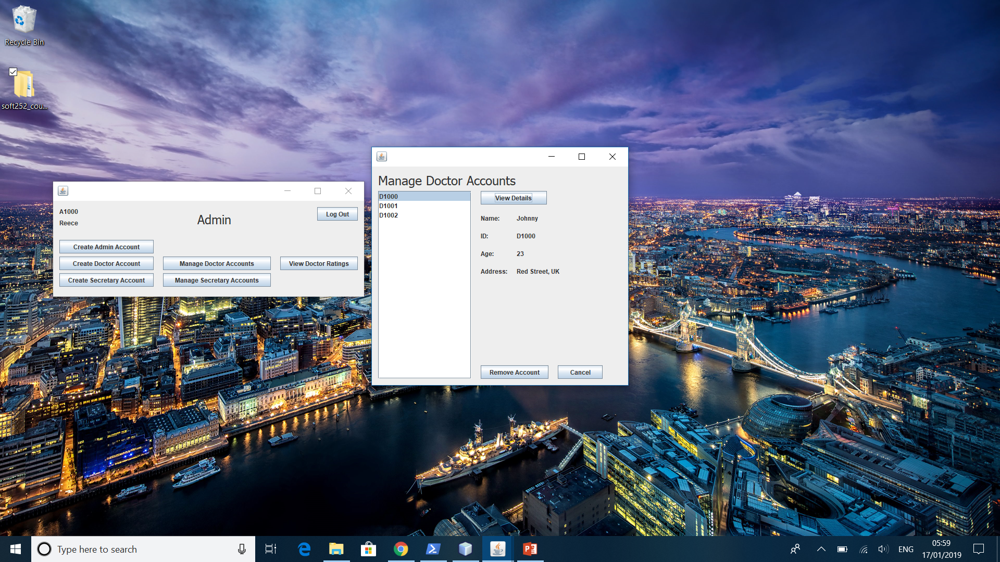 Recycle Bin
soft252_cou...
A1000
Reece
Admin
Log Out
Create Admin Account
Create Doctor Account
Manage Doctor Accounts
View Doctor Ratings
Create Secretary Account
Manage Secretary Accounts
Manage Doctor Accounts
D1000
D1001
D1002
View Details
Name: Johnny
ID: D1000
Age: 23
Address: Red Street, UK
Remove Account
Cancel
Type here to search
ENG
05:59
17/01/2019